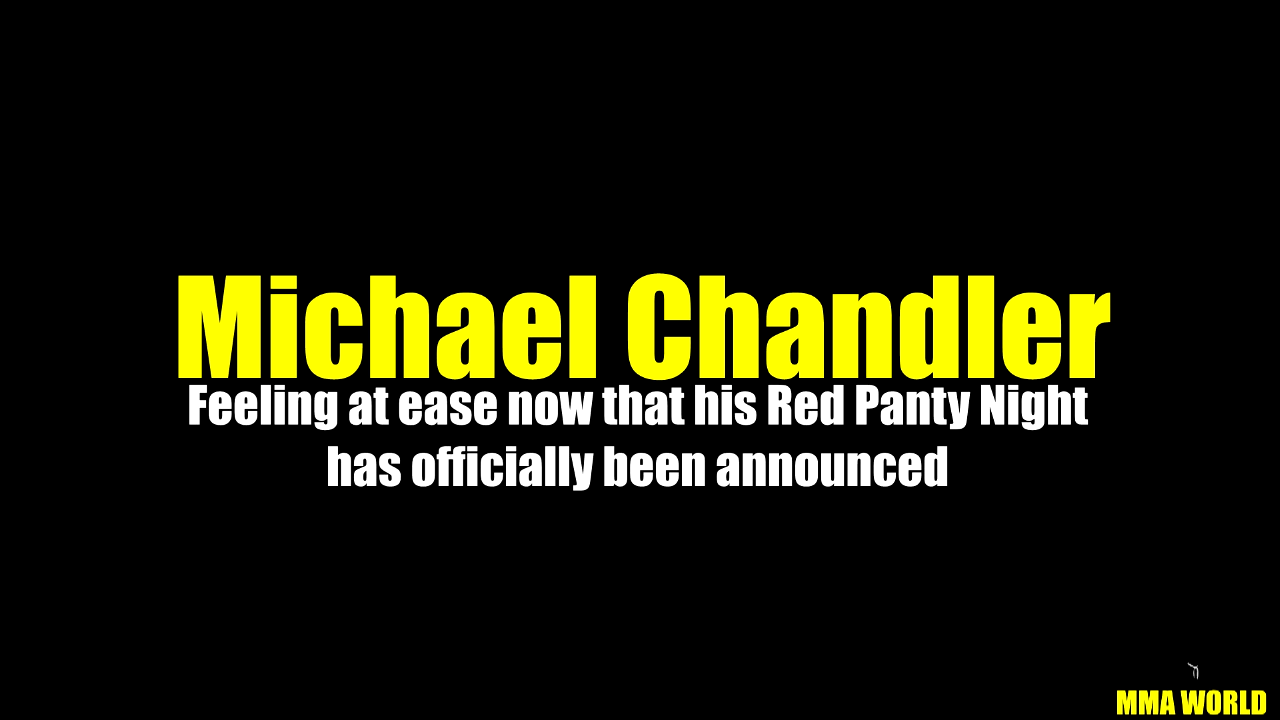 Michael Chandler
Feeling at ease now that his Red Panty Night
has officially been announced
MMA WORLD